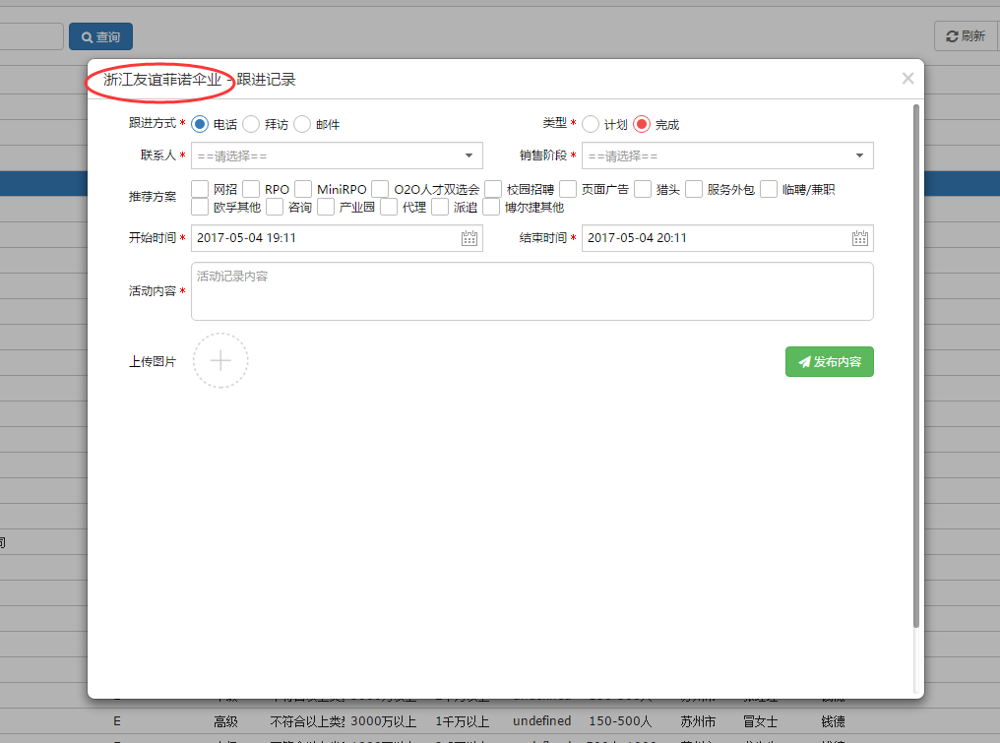 查询
刷新
浙江友谊菲诺伞业 - 跟进记录
×
跟进方式 * 电话 拜访 邮件 类型 * 计划 完成
联系人 * ==请选择== 销售阶段 * ==请选择==
推荐方案 网招 RPO MiniRPO O2O人才双选会 校园招聘 页面广告 猎头 服务外包 临聘/兼职
欧孚其他 咨询 产业园 代理 派遣 博尔捷其他
开始时间 * 2017-05-04 19:11 结束时间 * 2017-05-04 20:11
活动记录内容
活动内容 *
上传图片 发布内容
司
E 高级 不符合以上类 3000万以上 1千万以上 undefined 150-500人 苏州市 冒女士 钱德